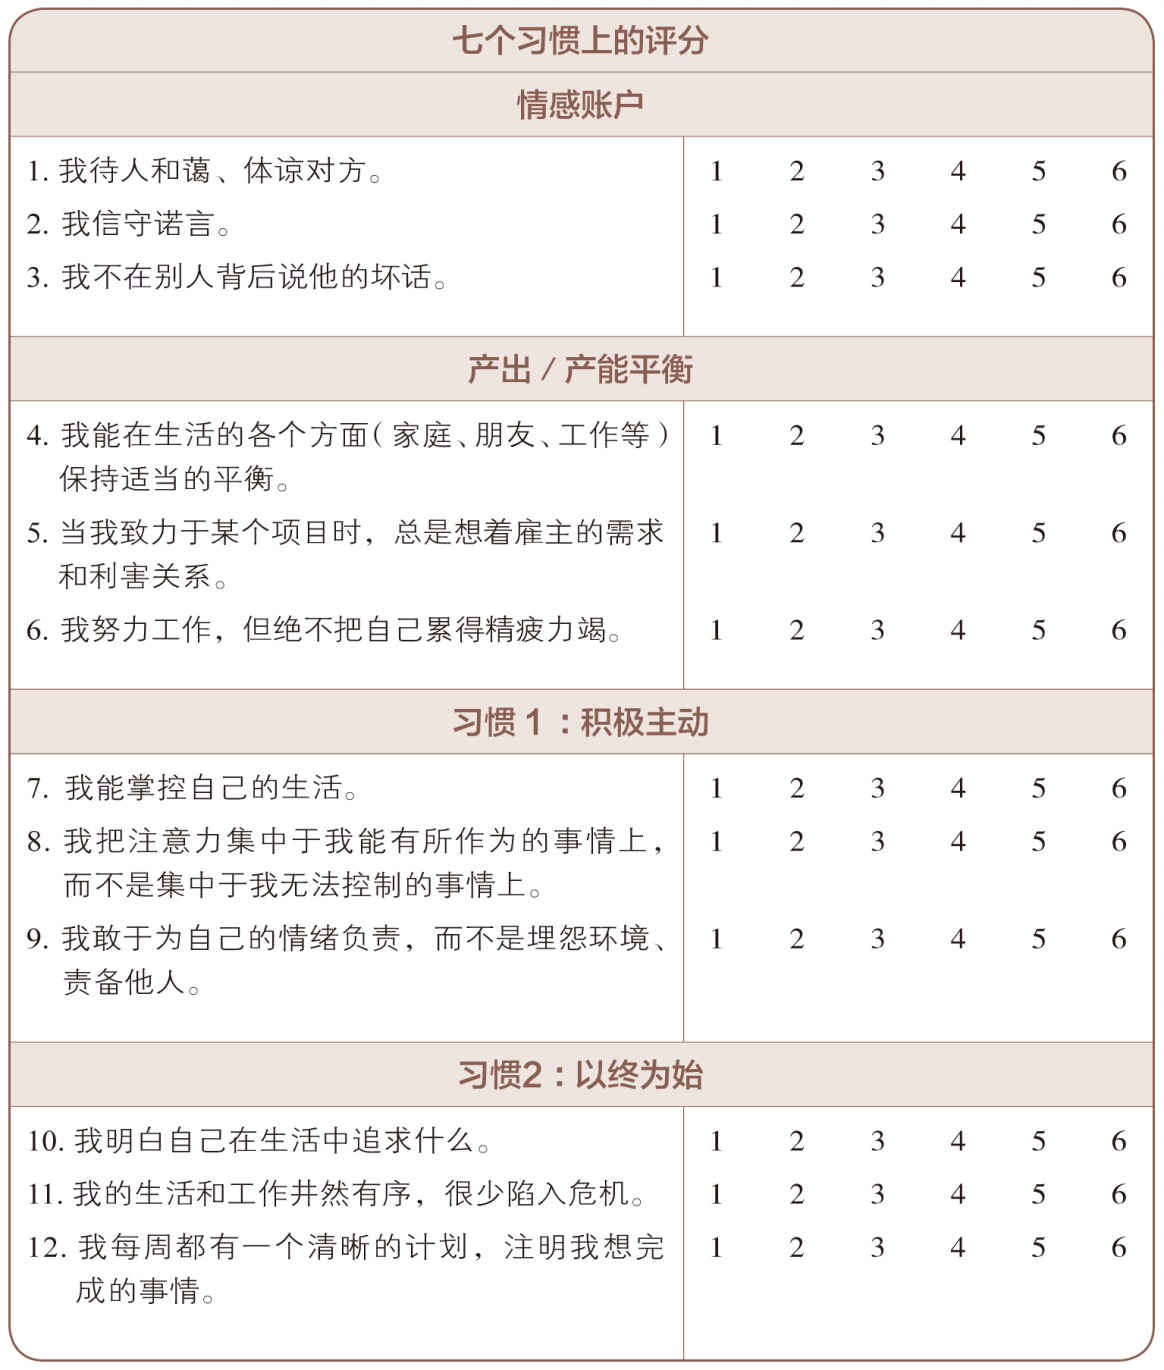 七个习惯上的评分
情感账户
1. 我待人和蔼、体谅对方。 1 2 3 4 5 6
2. 我信守诺言。 1 2 3 4 5 6
3. 我不在别人背后说他的坏话。 1 2 3 4 5 6
产出 / 产能平衡
4. 我能在生活的各个方面（家庭、朋友、工作等） 1 2 3 4 5 6
保持适当的平衡。
5. 当我致力于某个项目时，总是想着雇主的需求 1 2 3 4 5 6
和利害关系。
6. 我努力工作，但绝不把自己累得精疲力竭。 1 2 3 4 5 6
习惯 1：积极主动
7. 我能掌控自己的生活。 1 2 3 4 5 6
8. 我把注意力集中于我能有所作为的事情上， 1 2 3 4 5 6
而不是集中于我无法控制的事情上。
9. 我敢于为自己的情绪负责，而不是埋怨环境、 1 2 3 4 5 6
责备他人。
习惯2：以终为始
10. 我明白自己在生活中追求什么。 1 2 3 4 5 6
11. 我的生活和工作井然有序，很少陷入危机。 1 2 3 4 5 6
12. 我每周都有一个清晰的计划，注明我想完 1 2 3 4 5 6
成的事情。